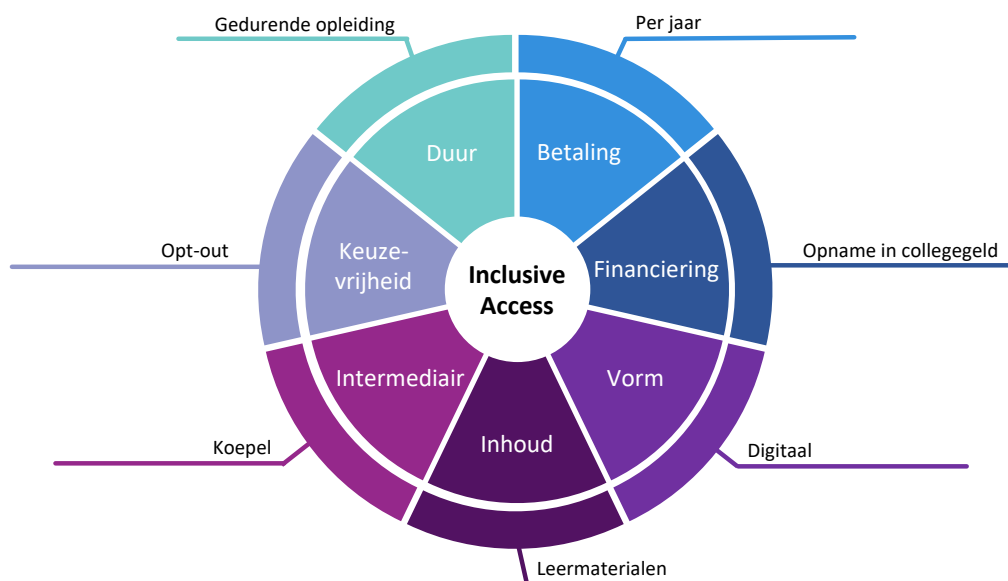 Gedurende opleiding
Per jaar
Duur
Betaling
Opt-out
Keuze-
vrijheid
Inclusive
Access
Financiering
Opname in collegegeld
Intermediair
Vorm
Koepel
Inhoud
Digitaal
Leermaterialen